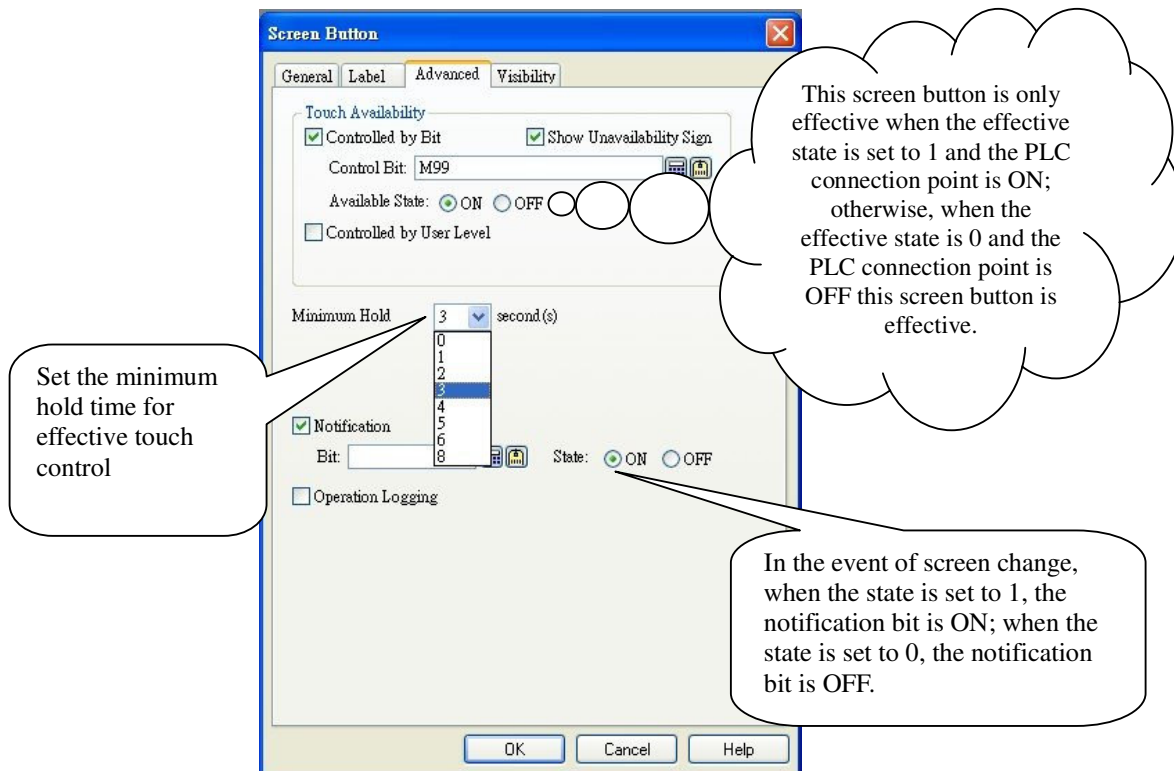 Screen Button
General Label Advanced Visibility
Touch Availability
Controlled by Bit Show Unavailability Sign
Control Bit: M99
Available State: ON OFF
Controlled by User Level
This screen button is only
effective when the effective
state is set to 1 and the PLC
connection point is ON;
otherwise, when the
effective state is 0 and the
PLC connection point is
OFF this screen button is
effective.
Minimum Hold 3 second(s)
0
1
2
3
4
5
6
8
Set the minimum
hold time for
effective touch
control
Notification
Bit: State: ON OFF
Operation Logging
In the event of screen change,
when the state is set to 1, the
notification bit is ON; when the
state is set to 0, the notification
bit is OFF.
OK Cancel Help